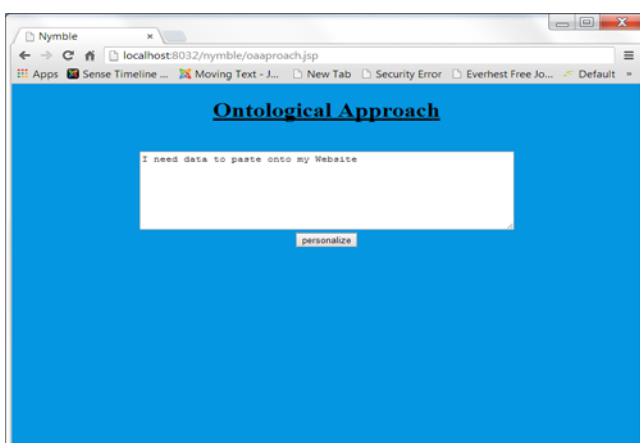 Nymble
localhost:8032/nymble/oaaproach.jsp
Apps Sense Timeline ... Moving Text - J... New Tab Security Error Everhest Free Jo... Default »
Ontological Approach
I need data to paste onto my Website
personalize